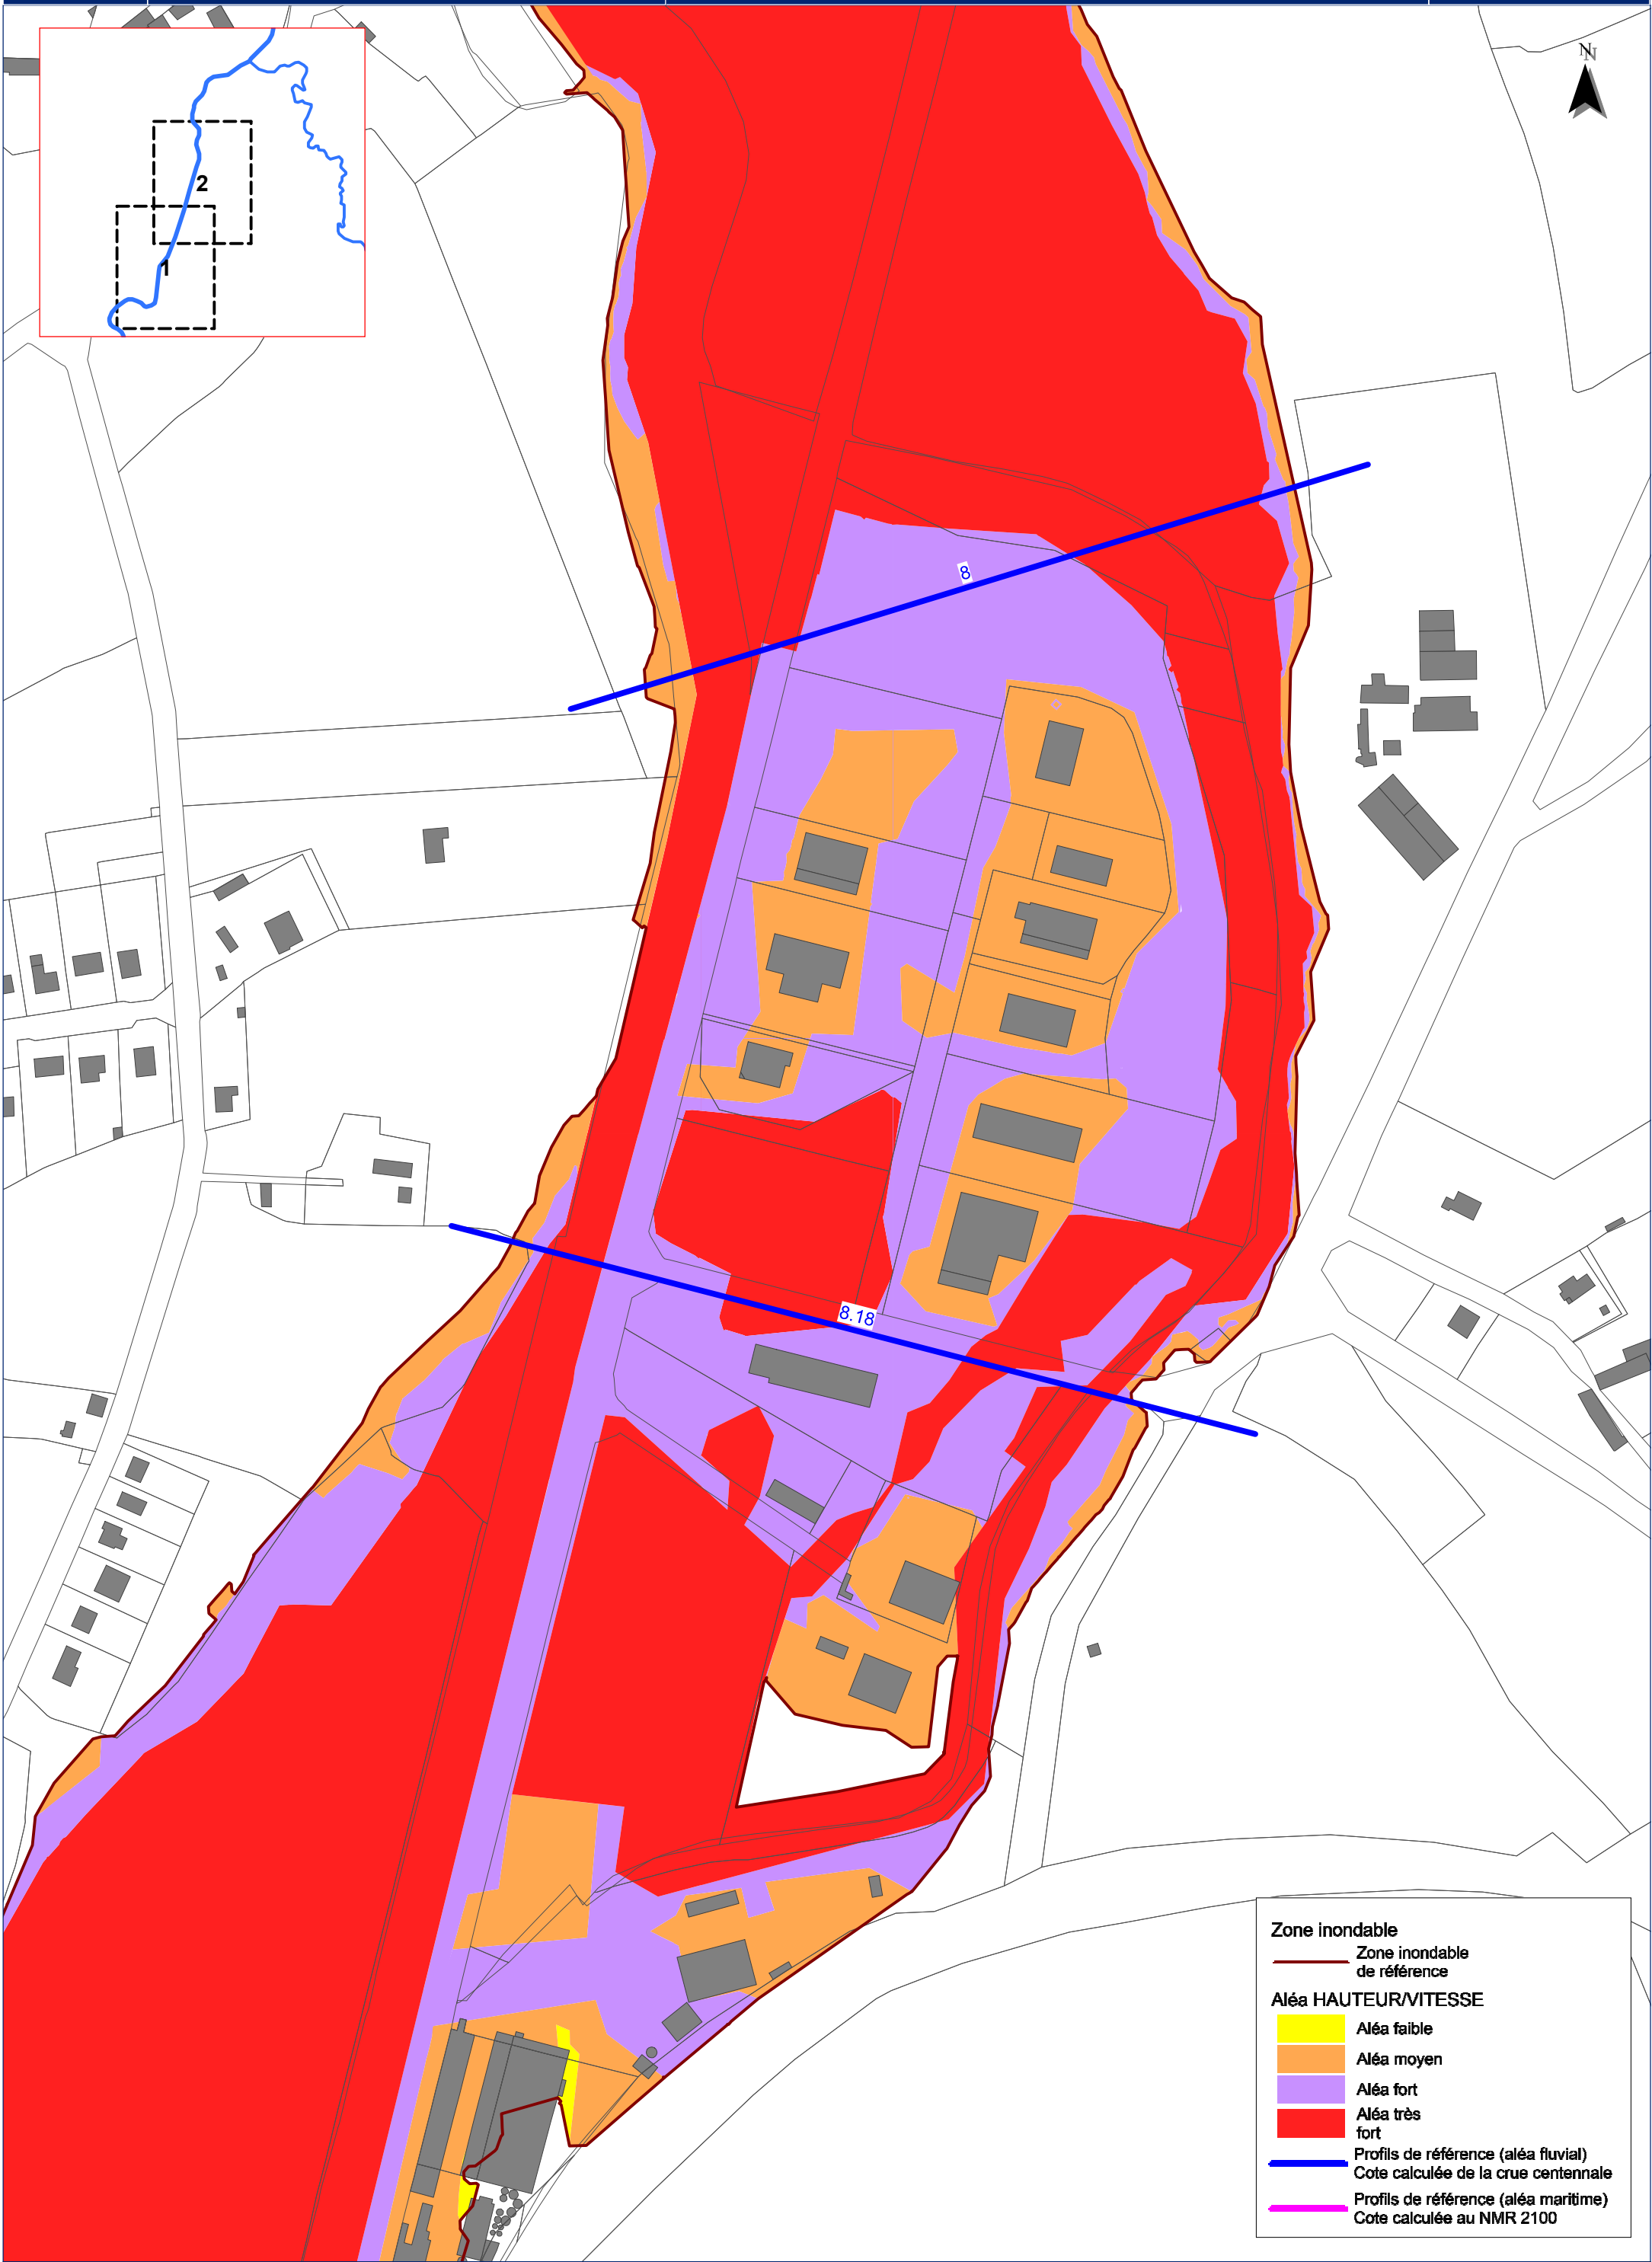 N
N
2
1
8
8.18
Zone inondable
Zone inondable
de référence
Aléa HAUTEUR/VITESSE
Aléa faible
Aléa moyen
Aléa fort
Aléa très
fort
Profils de référence (aléa fluvial)
Cote calculée de la crue centennale
Profils de référence (aléa maritime)
Cote calculée au NMR 2100